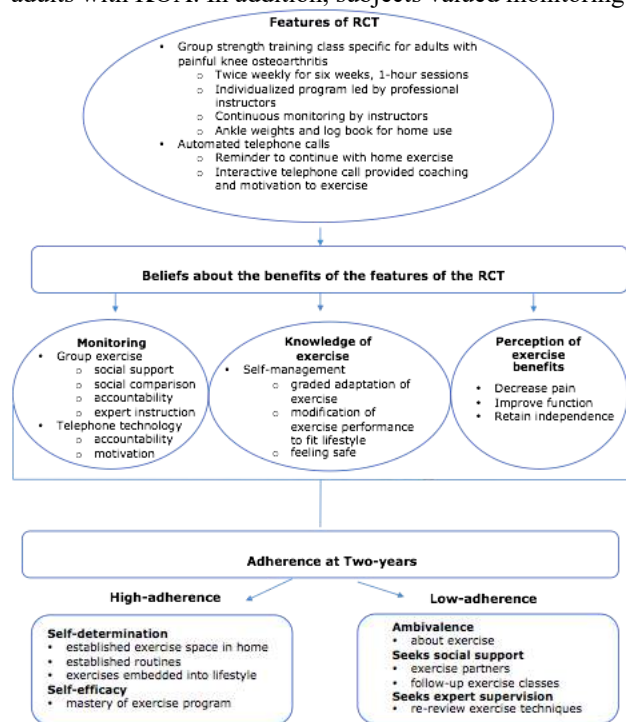 adults with KOA. In addition, subjects valued monitoring
Features of RCT
• Group strength training class specific for adults with
painful knee osteoarthritis
o Twice weekly for six weeks, 1-hour sessions
o Individualized program led by professional
instructors
o Continuous monitoring by instructors
o Ankle weights and log book for home use
• Automated telephone calls
o Reminder to continue with home exercise
o Interactive telephone call provided coaching
and motivation to exercise
Beliefs about the benefits of the features of the RCT
Monitoring
• Group exercise
o social support
o social comparison
o accountability
o expert instruction
• Telephone technology
o accountability
o motivation
Knowledge of
exercise
• Self-management
o graded adaptation of
exercise
o modification of
exercise performance
to fit lifestyle
o feeling safe
Perception of
exercise
benefits
• Decrease pain
• Improve function
• Retain independence
Adherence at Two-years
High-adherence
Self-determination
• established exercise space in home
• established routines
• exercises embedded into lifestyle
Self-efficacy
• mastery of exercise program
Low-adherence
Ambivalence
• about exercise
Seeks social support
• exercise partners
• follow-up exercise classes
Seeks expert supervision
• re-review exercise techniques